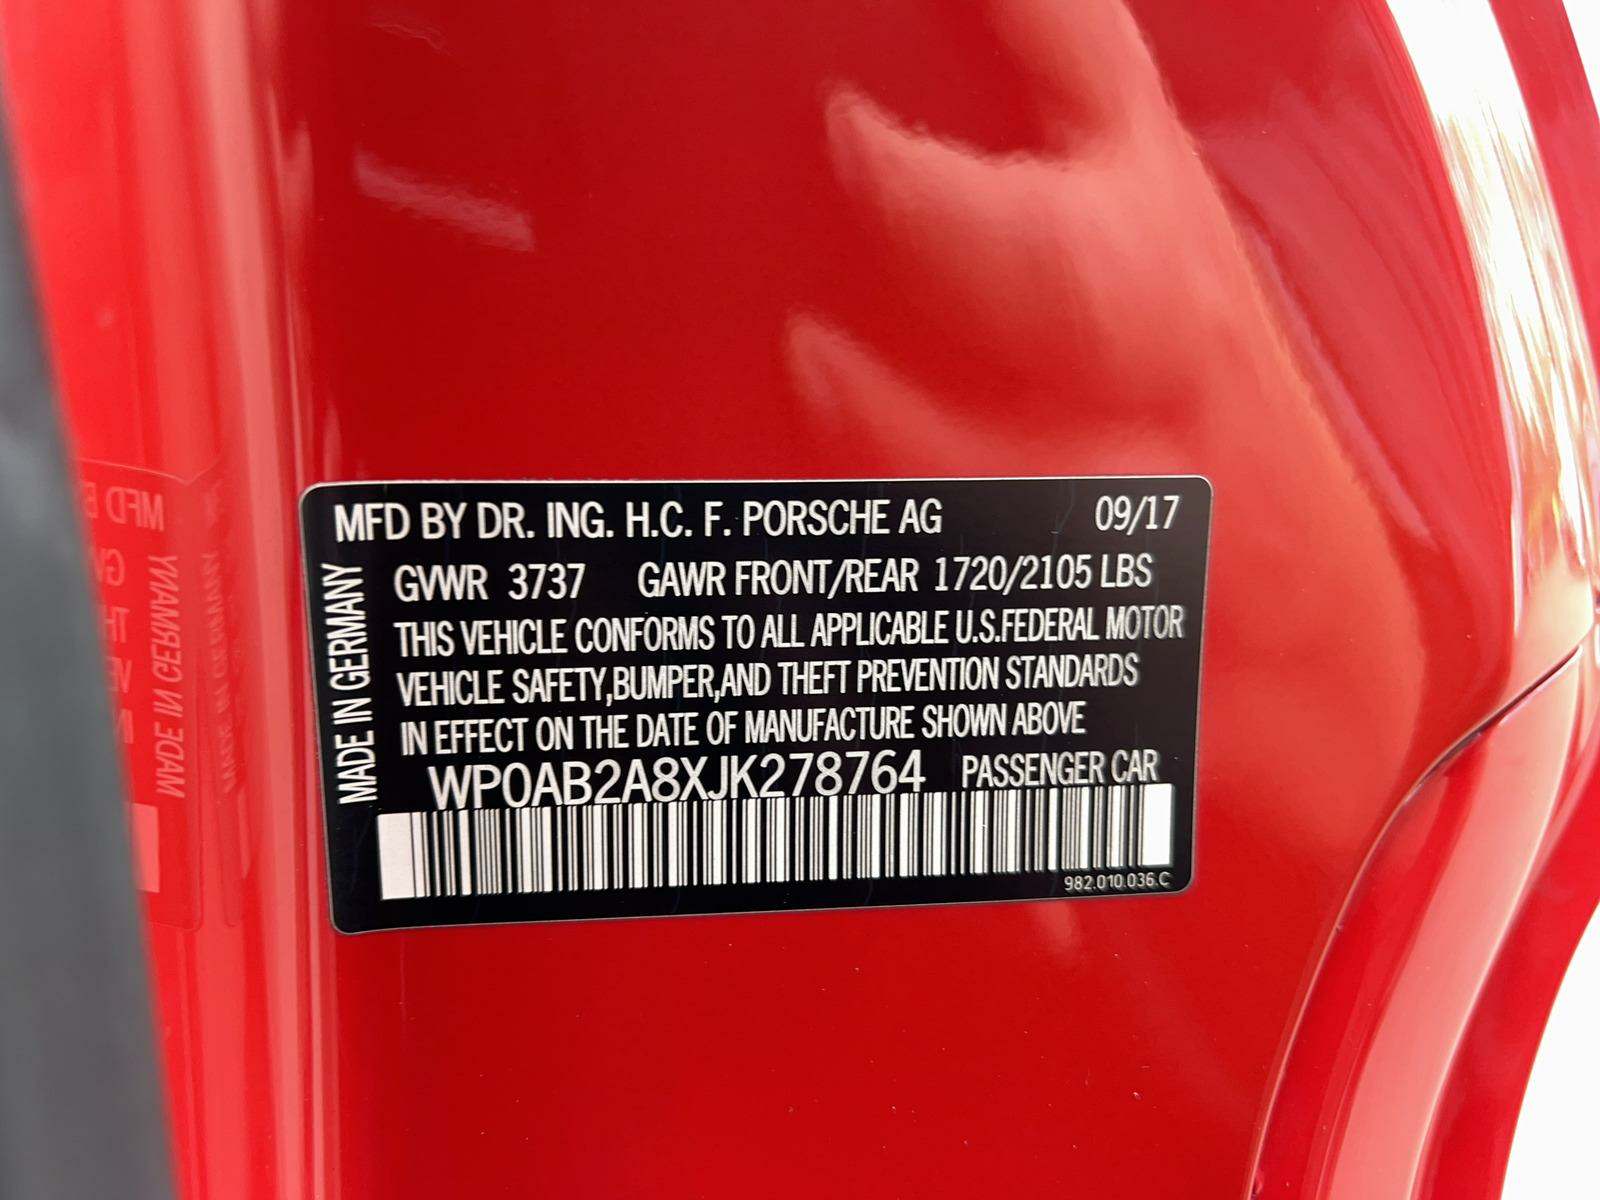 MFD BY DR. ING. H.C. F. PORSCHE AG 09/17
GVWR 3737 GAWR FRONT/REAR 1720/2105 LBS
THIS VEHICLE CONFORMS TO ALL APPLICABLE U.S.FEDERAL MOTOR
VEHICLE SAFETY,BUMPER,AND THEFT PREVENTION STANDARDS
IN EFFECT ON THE DATE OF MANUFACTURE SHOWN ABOVE
WP0AB2A8XJK278764 PASSENGER CAR
982.010.036.C
MADE IN GERMANY